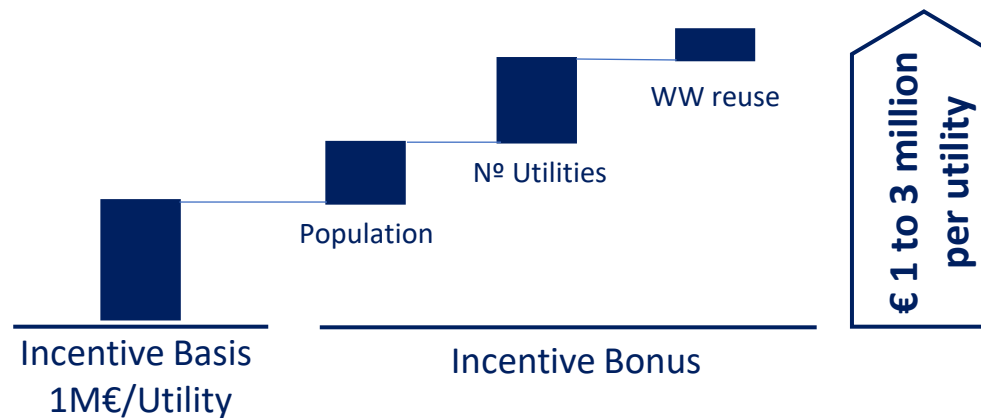 WW reuse
Nº Utilities
Population
Incentive Basis
1M€/Utility
Incentive Bonus
€ 1 to 3 million
per utility